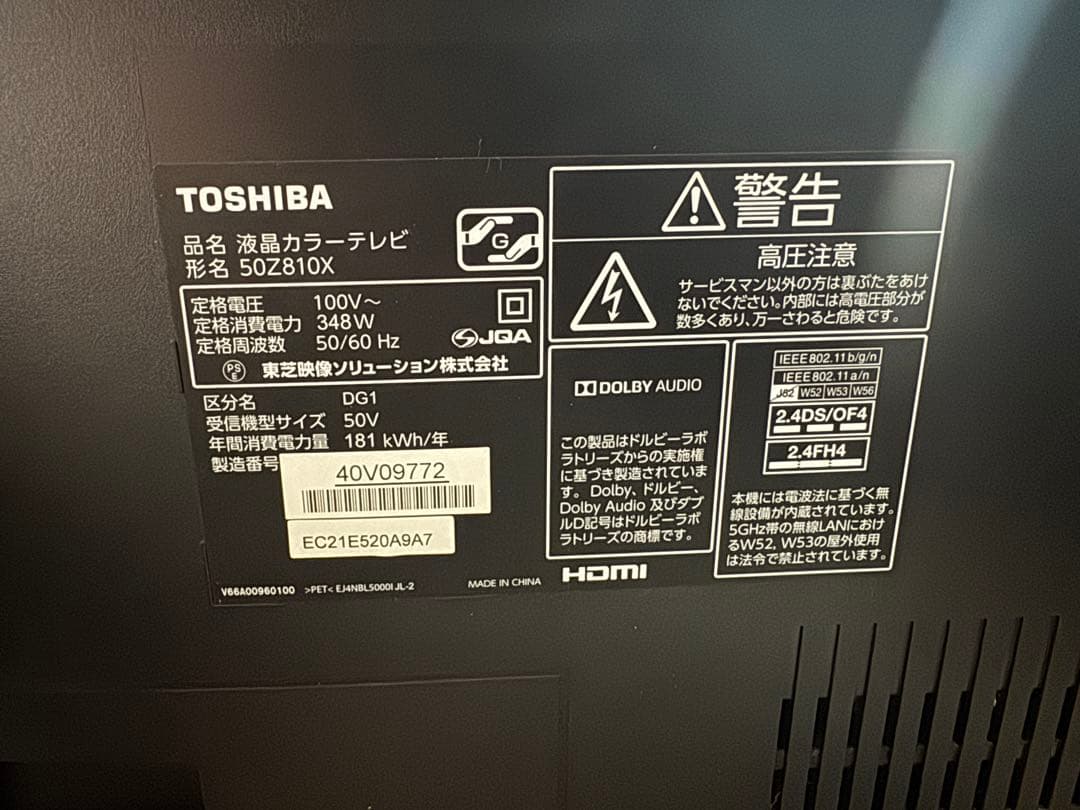 TOSHIBA
品名 液晶カラーテレビ
形名 50Z810X
G
定格電圧 100V～
定格消費電力 348W
定格周波数 50/60 Hz
JQA
PS
E
東芝映像ソリューション株式会社
区分名 DG1
受信機型サイズ 50V
年間消費電力量 181 kWh/年
製造番号
40V09772
EC21E520A9A7
V66A00960100 >PET< EJ4NBL5000I JL-2
MADE IN CHINA
警告
高圧注意
サービスマン以外の方は裏ぶたをあけ
ないでください。内部には高電圧部分が
数多くあり、万一さわると危険です。
DOLBY AUDIO
この製品はドルビーラボ
ラトリーズからの実施権
に基づき製造されていま
す。Dolby、ドルビー、
Dolby Audio 及びダブ
ルD記号はドルビーラボ
ラトリーズの商標です。
HDMI
IEEE802.11 b/g/n
IEEE802.11 a/n
J52 W52 W53 W56
2.4DS/OF4
2.4FH4
本機には電波法に基づく無
線設備が内蔵されています。
5GHz帯の無線LANにおけ
るW52、W53の屋外使用
は法令で禁止されています。